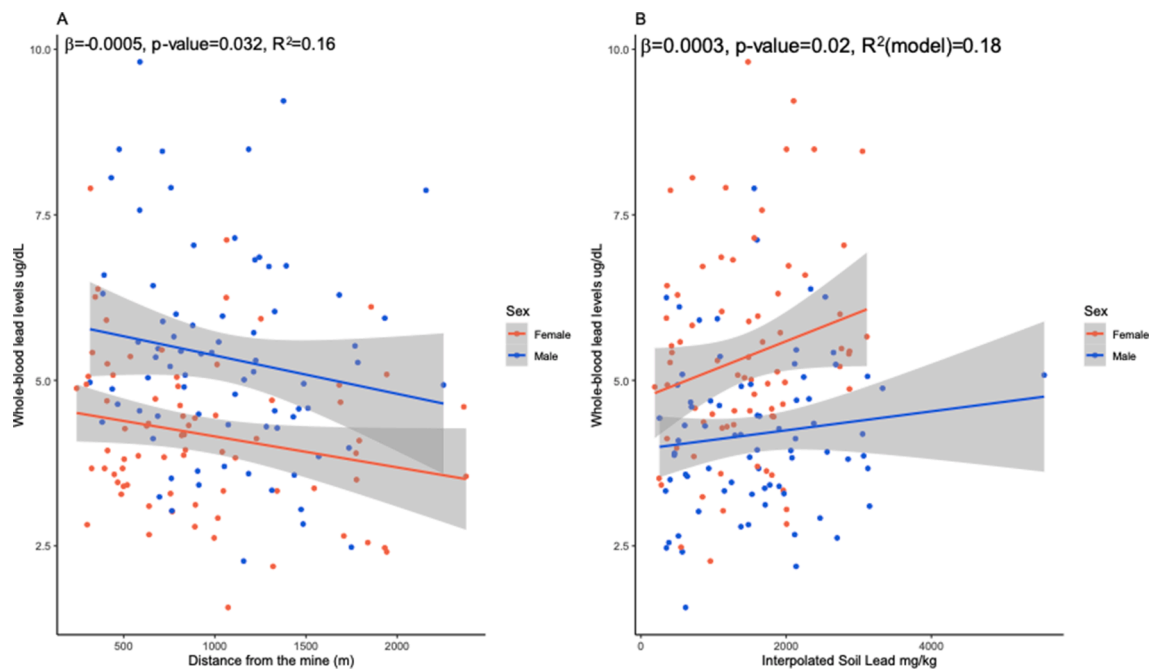 A
β=-0.0005, p-value=0.032, R²=0.16
10.0
7.5
5.0
2.5
Whole-blood lead levels ug/dL
500
1000
1500
2000
Distance from the mine (m)
Sex
Female
Male
B
β=0.0003, p-value=0.02, R²(model)=0.18
10.0
7.5
5.0
2.5
Whole-blood lead levels ug/dL
0
2000
4000
Interpolated Soil Lead mg/kg
Sex
Female
Male